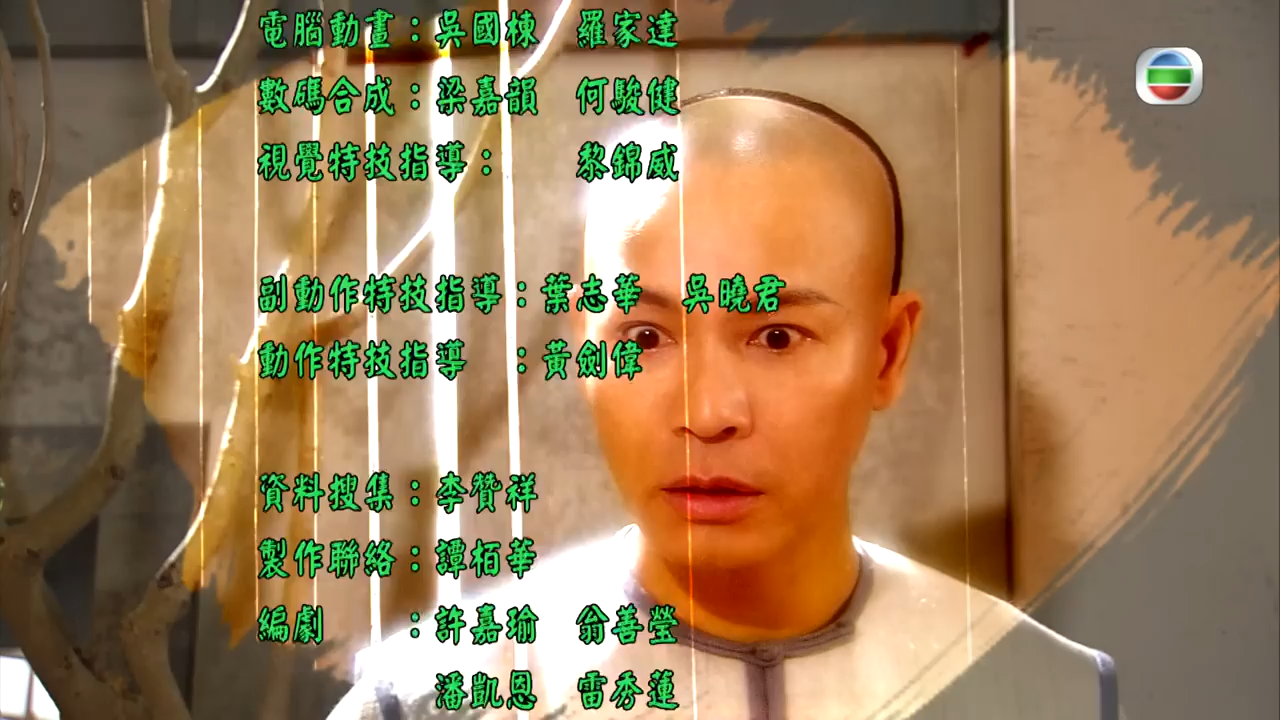 電腦動畫：吳國棟　羅家達
數碼合成：梁嘉韻　何駿健
視覺特技指導：　　黎錦威
副動作特技指導：葉志華　吳曉君
動作特技指導　：黃劍偉
資料搜集：李贊祥
製作聯絡：譚栢華
編劇　　：許嘉瑜　翁善瑩
潘凱恩　雷秀蓮